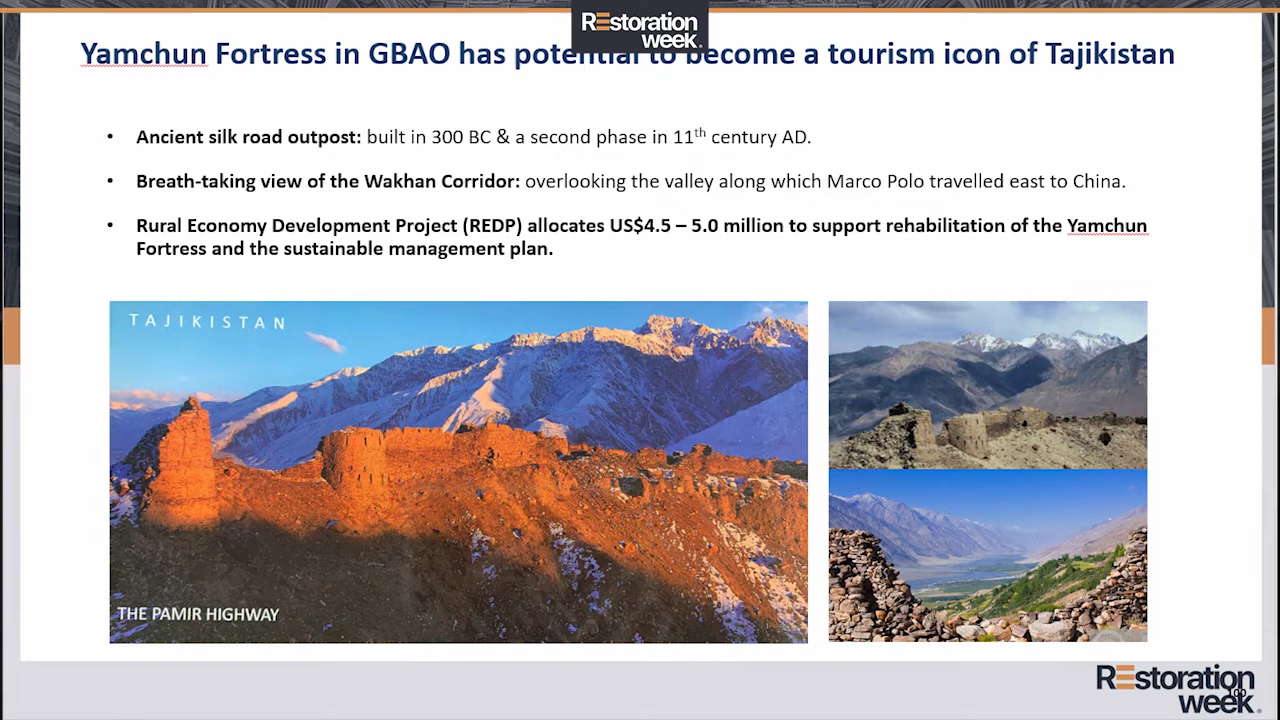 REstoration
week.
Yamchun Fortress in GBAO has potential to become a tourism icon of Tajikistan
• Ancient silk road outpost: built in 300 BC & a second phase in 11th century AD.
• Breath-taking view of the Wakhan Corridor: overlooking the valley along which Marco Polo travelled east to China.
• Rural Economy Development Project (REDP) allocates US$4.5 – 5.0 million to support rehabilitation of the Yamchun
Fortress and the sustainable management plan.
TAJIKISTAN
THE PAMIR HIGHWAY
REstoration
week.